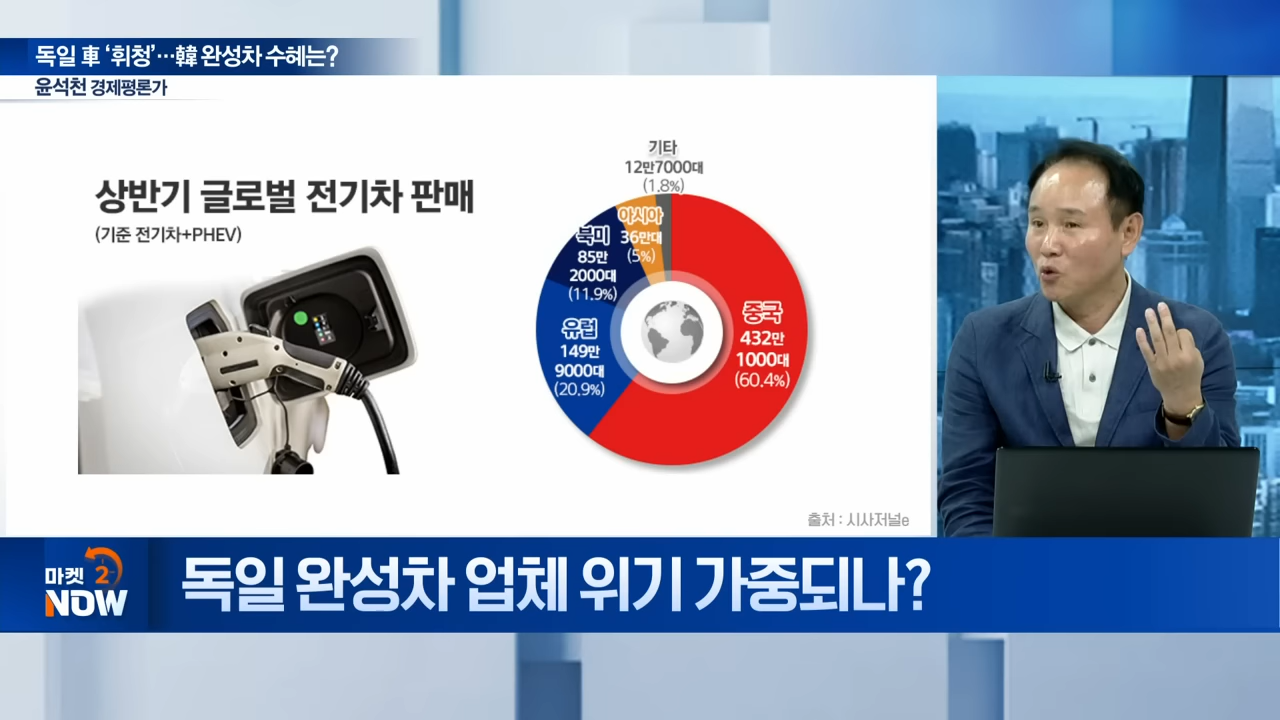 독일 車 ‘휘청’…韓 완성차 수혜는?
윤석천 경제평론가
상반기 글로벌 전기차 판매
(기준 전기차+PHEV)
기타
12만7000대
(1.8%)
아시아
36만대
(5%)
북미
85만
2000대
(11.9%)
유럽
149만
9000대
(20.9%)
중국
432만
1000대
(60.4%)
출처 : 시사저널e
마켓 2
NOW
독일 완성차 업체 위기 가중되나?